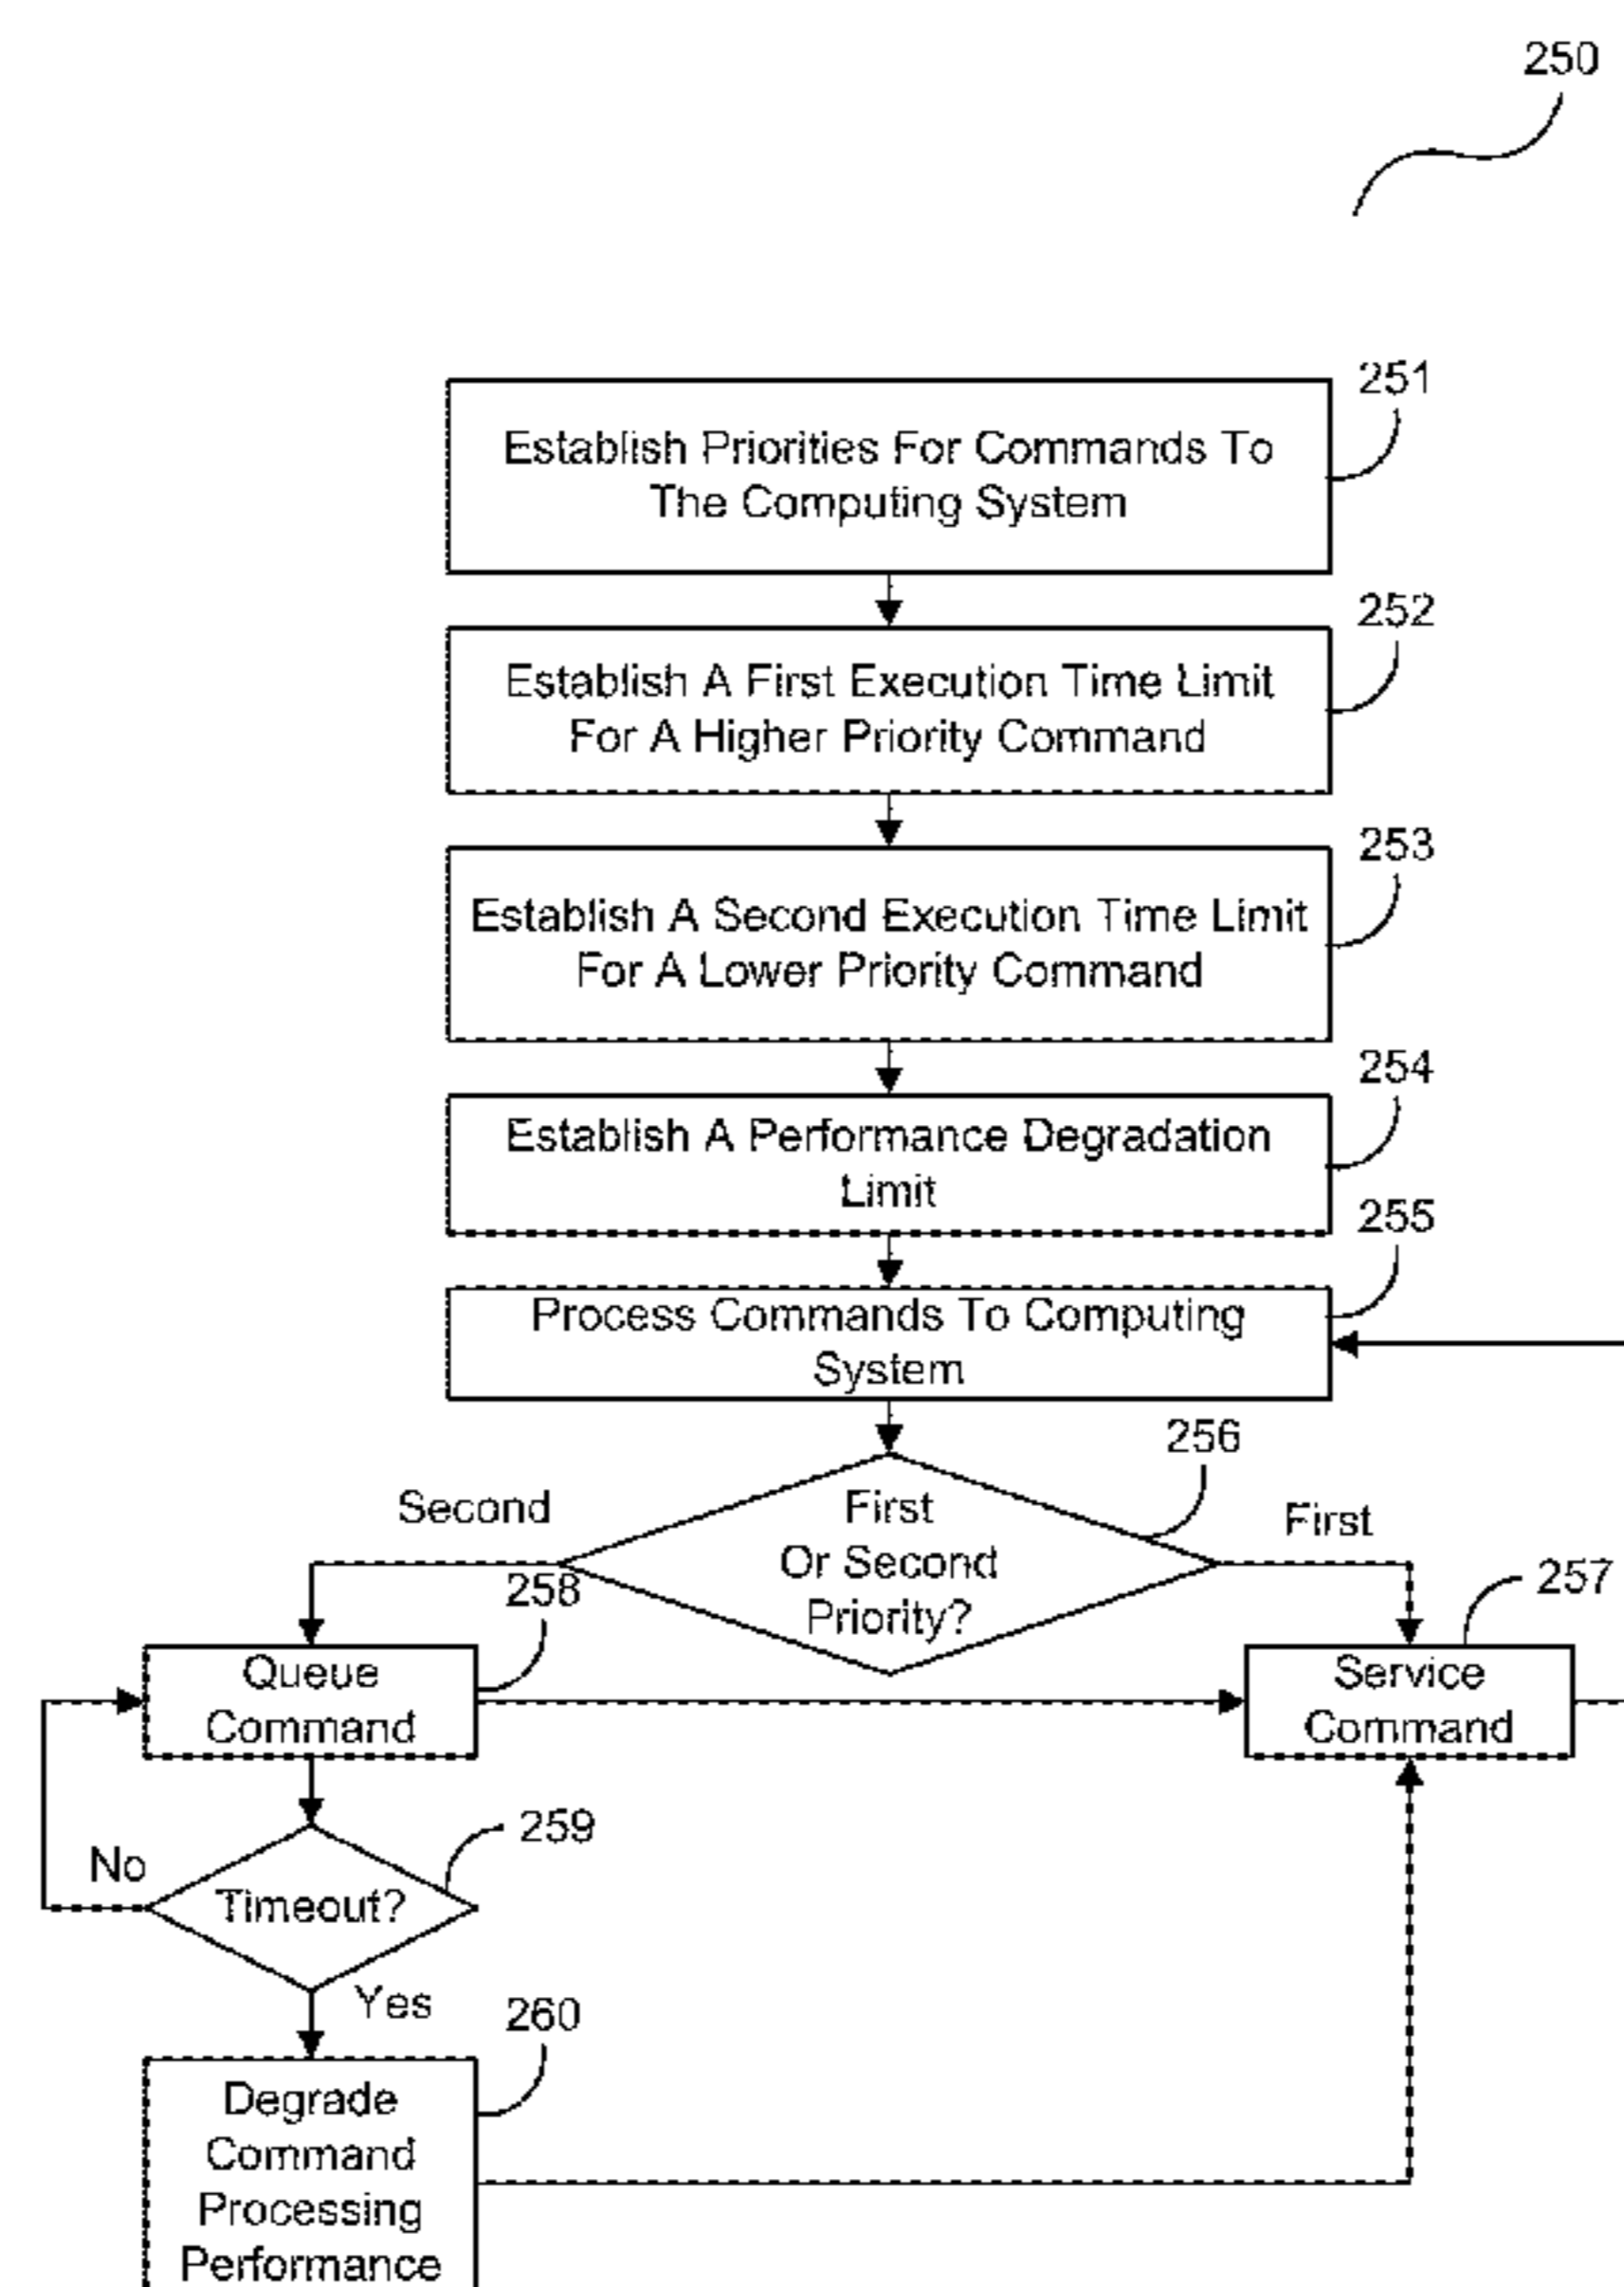 250
251
Establish Priorities For Commands To
The Computing System
252
Establish A First Execution Time Limit
For A Higher Priority Command
253
Establish A Second Execution Time Limit
For A Lower Priority Command
254
Establish A Performance Degradation
Limit
255
Process Commands To Computing
System
256
Second
First
First
Or Second
Priority?
258
257
Queue
Command
Service
Command
259
No
Timeout?
Yes
260
Degrade
Command
Processing
Performance